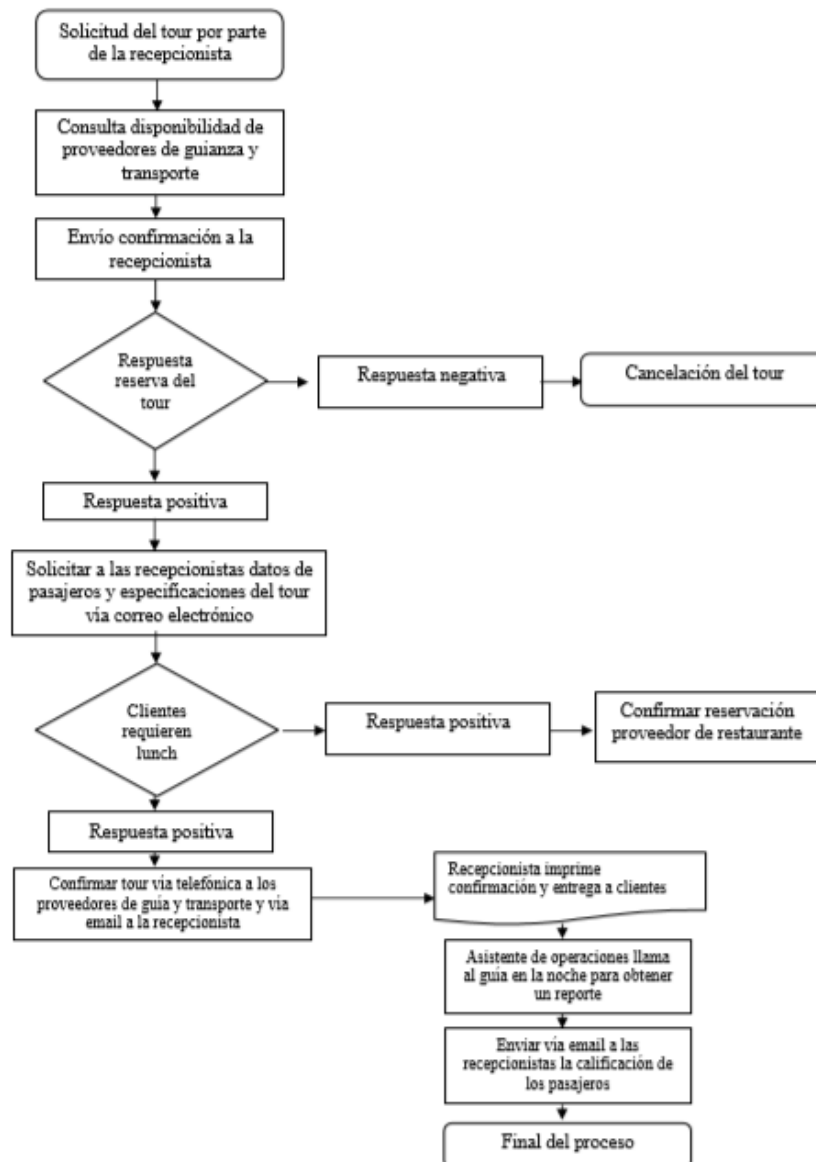 Solicitud del tour por parte
de la recepcionista
Consulta disponibilidad de
proveedores de guianza y
transporte
Envío confirmación a la
recepcionista
Respuesta
reserva del
tour
Respuesta negativa
Cancelación del tour
Respuesta positiva
Solicitar a las recepcionistas datos de
pasajeros y especificaciones del tour
vía correo electrónico
Clientes
requieren
lunch
Respuesta positiva
Confirmar reservación
proveedor de restaurante
Respuesta positiva
Confirmar tour vía telefónica a los
proveedores de guía y transporte y via
email a la recepcionista
Recepcionista imprime
confirmación y entrega a clientes
Asistente de operaciones llama
al guía en la noche para obtener
un reporte
Enviar vía email a las
recepcionistas la calificación de
los pasajeros
Final del proceso